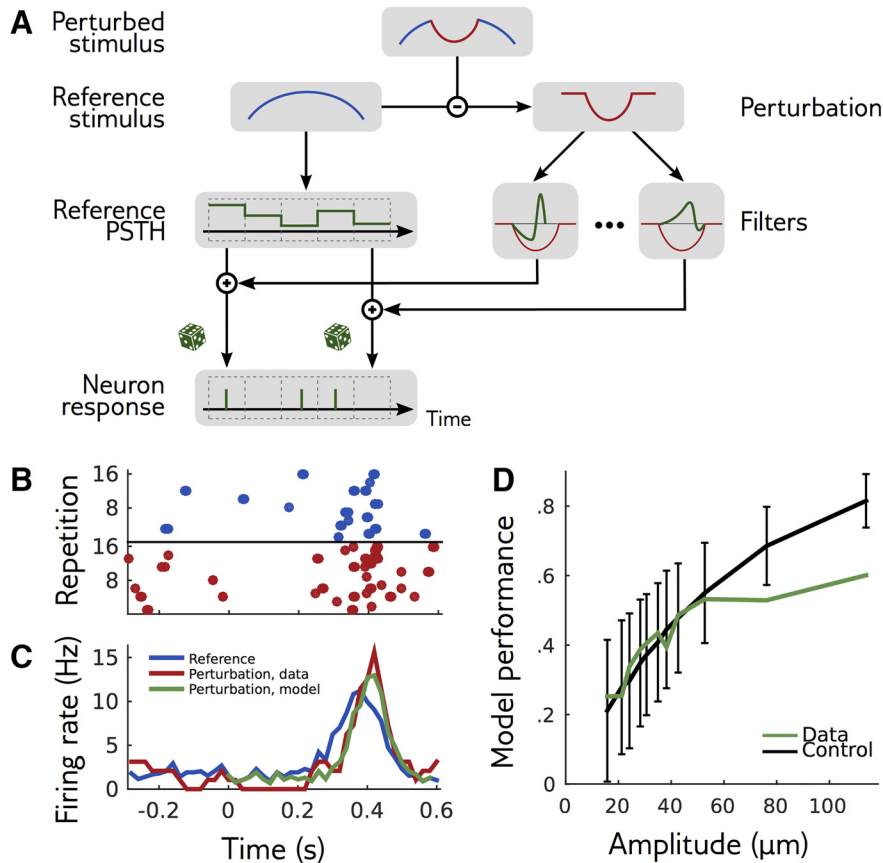 A
Perturbed
stimulus
Reference
stimulus
Perturbation
Reference
PSTH
Filters
Neuron
response
Time
B
Repetition
16
8
16
8
C
Firing rate (Hz)
15
10
5
0
Reference
Perturbation, data
Perturbation, model
-0.2 0 0.2 0.4 0.6
Time (s)
D
Model performance
.8
.6
.4
.2
0
Data
Control
0 20 40 60 80 100
Amplitude (μm)